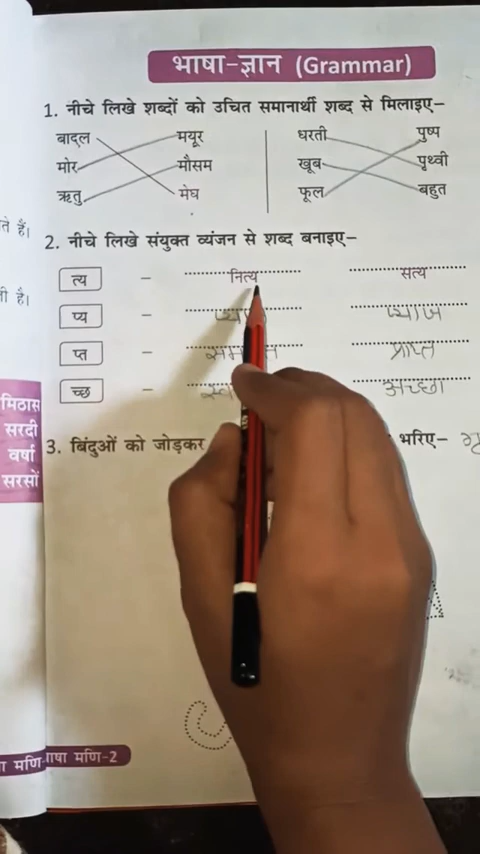 भाषा-ज्ञान (Grammar)
1. नीचे लिखे शब्दों को उचित समानार्थी शब्द से मिलाइए–
बादल मयूर धरती पुष्प
मोर मौसम खूब पृथ्वी
ऋतु मेघ फूल बहुत
ते हैं।
2. नीचे लिखे संयुक्त व्यंजन से शब्द बनाइए–
त्य – नित्य सत्य
ी है।
प्य – प्याज
प्त – प्राप्त
च्छ – अच्छा
मिठास
सरदी
वर्षा
सरसों
3. बिंदुओं को जोड़कर भरिए–
भाषा मणि-2